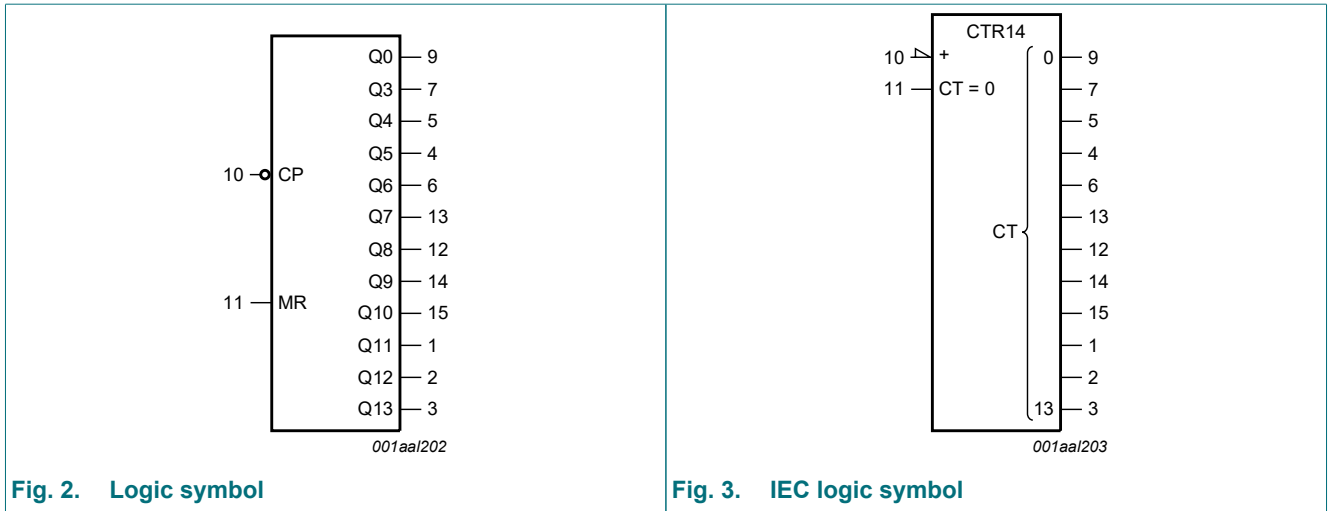 Q0 9
Q3 7
Q4 5
Q5 4
10 CP Q6 6
Q7 13
Q8 12
Q9 14
11 MR Q10 15
Q11 1
Q12 2
Q13 3
001aal202
Fig. 2. Logic symbol
CTR14
10 + 0 9
11 CT = 0 7
5
4
6
13
CT 12
14
15
1
2
13 3
001aal203
Fig. 3. IEC logic symbol